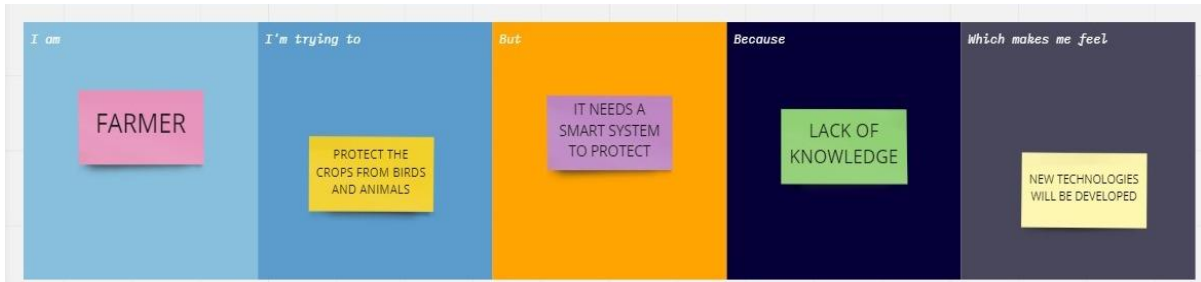 I am
FARMER
I'm trying to
PROTECT THE
CROPS FROM BIRDS
AND ANIMALS
But
IT NEEDS A
SMART SYSTEM
TO PROTECT
Because
LACK OF
KNOWLEDGE
Which makes me feel
NEW TECHNOLOGIES
WILL BE DEVELOPED